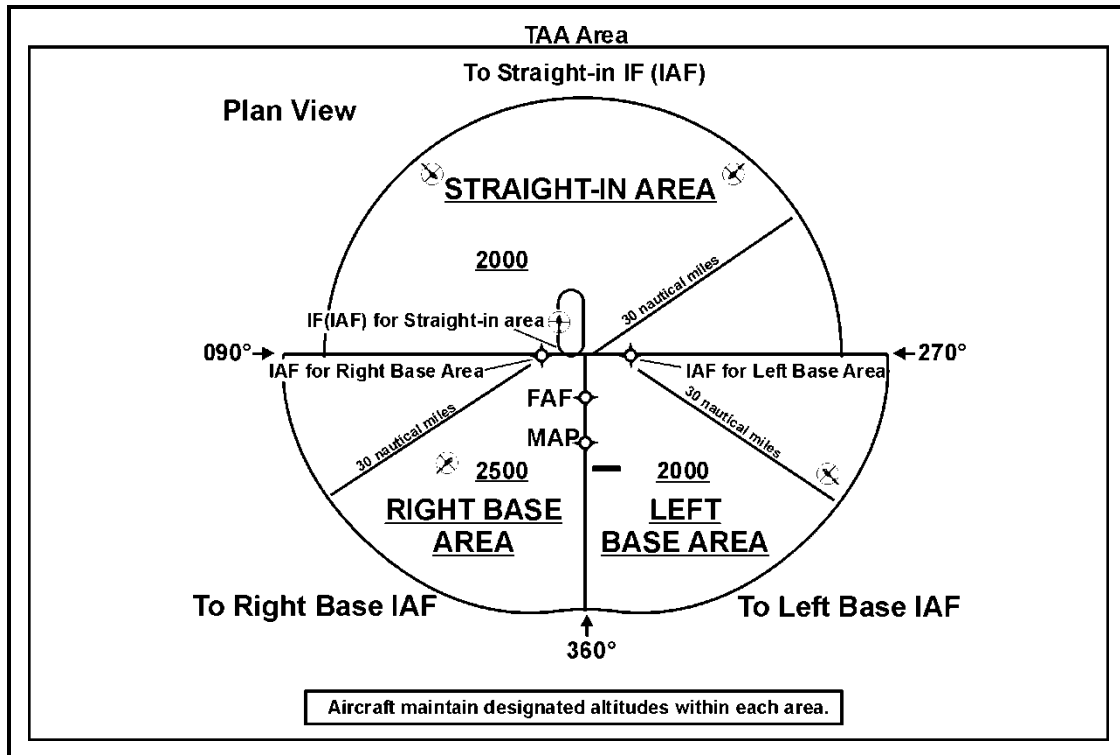 TAA Area
To Straight-in IF (IAF)
Plan View
STRAIGHT-IN AREA
2000
30 nautical miles
IF(IAF) for Straight-in area
090°
270°
IAF for Right Base Area
IAF for Left Base Area
FAF
30 nautical miles
30 nautical miles
MAP
2500
2000
RIGHT BASE
AREA
LEFT
BASE AREA
To Right Base IAF
To Left Base IAF
360°
Aircraft maintain designated altitudes within each area.